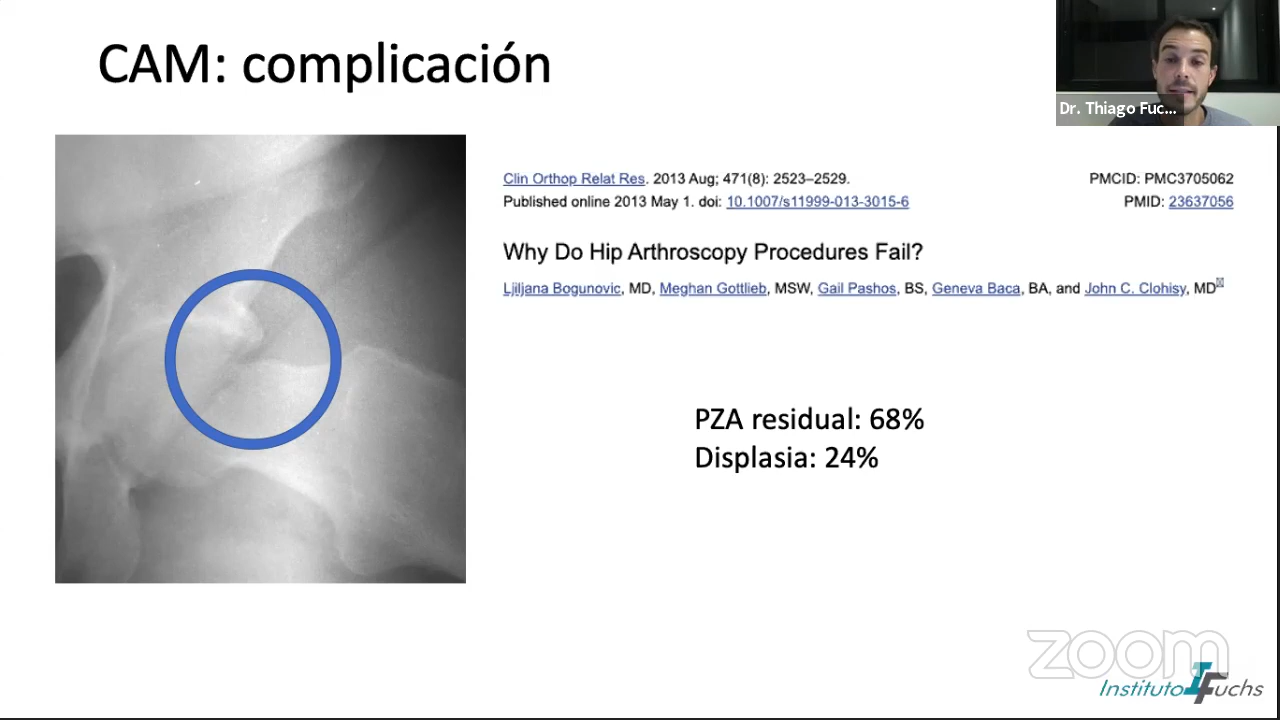 CAM: complicación
Dr. Thiago Fuc...
Clin Orthop Relat Res. 2013 Aug; 471(8): 2523–2529.
PMCID: PMC3705062
Published online 2013 May 1. doi: 10.1007/s11999-013-3015-6
PMID: 23637056
Why Do Hip Arthroscopy Procedures Fail?
Ljiljana Bogunovic, MD, Meghan Gottlieb, MSW, Gail Pashos, BS, Geneva Baca, BA, and John C. Clohisy, MD
PZA residual: 68%
Displasia: 24%
zoom
Instituto Fuchs